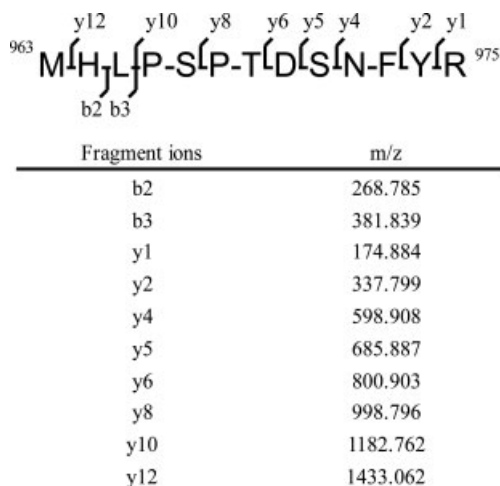 y12 y10 y8 y6 y5 y4 y2 y1
963 M-H-L-P-S-P-T-D-S-N-F-Y-R 975
b2 b3
Fragment ions m/z
b2 268.785
b3 381.839
y1 174.884
y2 337.799
y4 598.908
y5 685.887
y6 800.903
y8 998.796
y10 1182.762
y12 1433.062